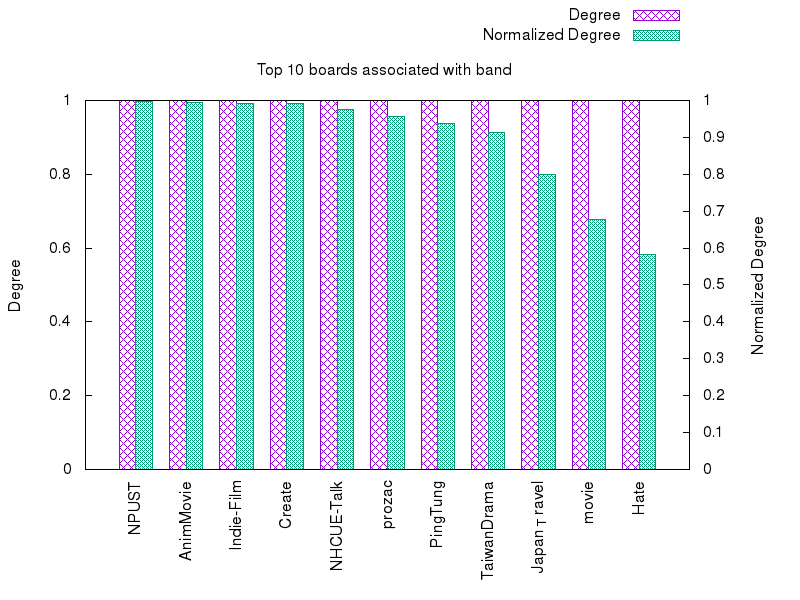 Degree
Normalized Degree
Top 10 boards associated with band
1
0.8
0.6
0.4
0.2
0
1
0.9
0.8
0.7
0.6
0.5
0.4
0.3
0.2
0.1
0
Degree
Normalized Degree
NPUST
AnimMovie
Indie-Film
Create
NHCUE-Talk
prozac
PingTung
TaiwanDrama
Japan T ravel
movie
Hate